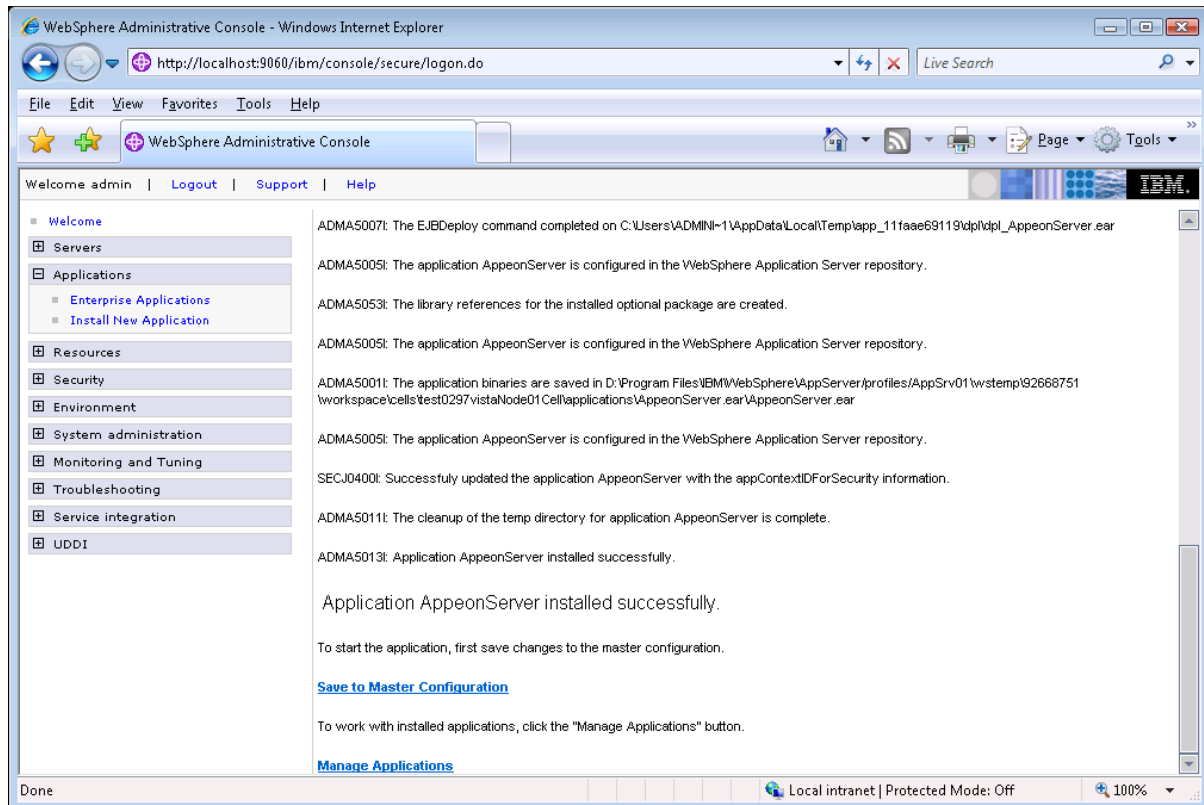 WebSphere Administrative Console - Windows Internet Explorer
http://localhost:9060/ibm/console/secure/logon.do
Live Search
File Edit View Favorites Tools Help
WebSphere Administrative Console
Page
Tools
Welcome admin | Logout | Support | Help
IBM.
Welcome
Servers
Applications
Enterprise Applications
Install New Application
Resources
Security
Environment
System administration
Monitoring and Tuning
Troubleshooting
Service integration
UDDI
ADMA5007I: The EJBDeploy command completed on C:\Users\ADMINI~1\AppData\Local\Temp\app_11faae69119\dpl\dpl_AppeonServer.ear
ADMA5005I: The application AppeonServer is configured in the WebSphere Application Server repository.
ADMA5053I: The library references for the installed optional package are created.
ADMA5005I: The application AppeonServer is configured in the WebSphere Application Server repository.
ADMA5001I: The application binaries are saved in D:\Program Files\IBM\WebSphere\AppServer/profiles/AppSrv01\wstemp\92668751
\workspace\cells\test0297vistaNode01Cell\applications\AppeonServer.ear\AppeonServer.ear
ADMA5005I: The application AppeonServer is configured in the WebSphere Application Server repository.
SECJ0400I: Successfuly updated the application AppeonServer with the appContextIDForSecurity information.
ADMA5011I: The cleanup of the temp directory for application AppeonServer is complete.
ADMA5013I: Application AppeonServer installed successfully.
Application AppeonServer installed successfully.
To start the application, first save changes to the master configuration.
Save to Master Configuration
To work with installed applications, click the "Manage Applications" button.
Manage Applications
Done
Local intranet | Protected Mode: Off
100%